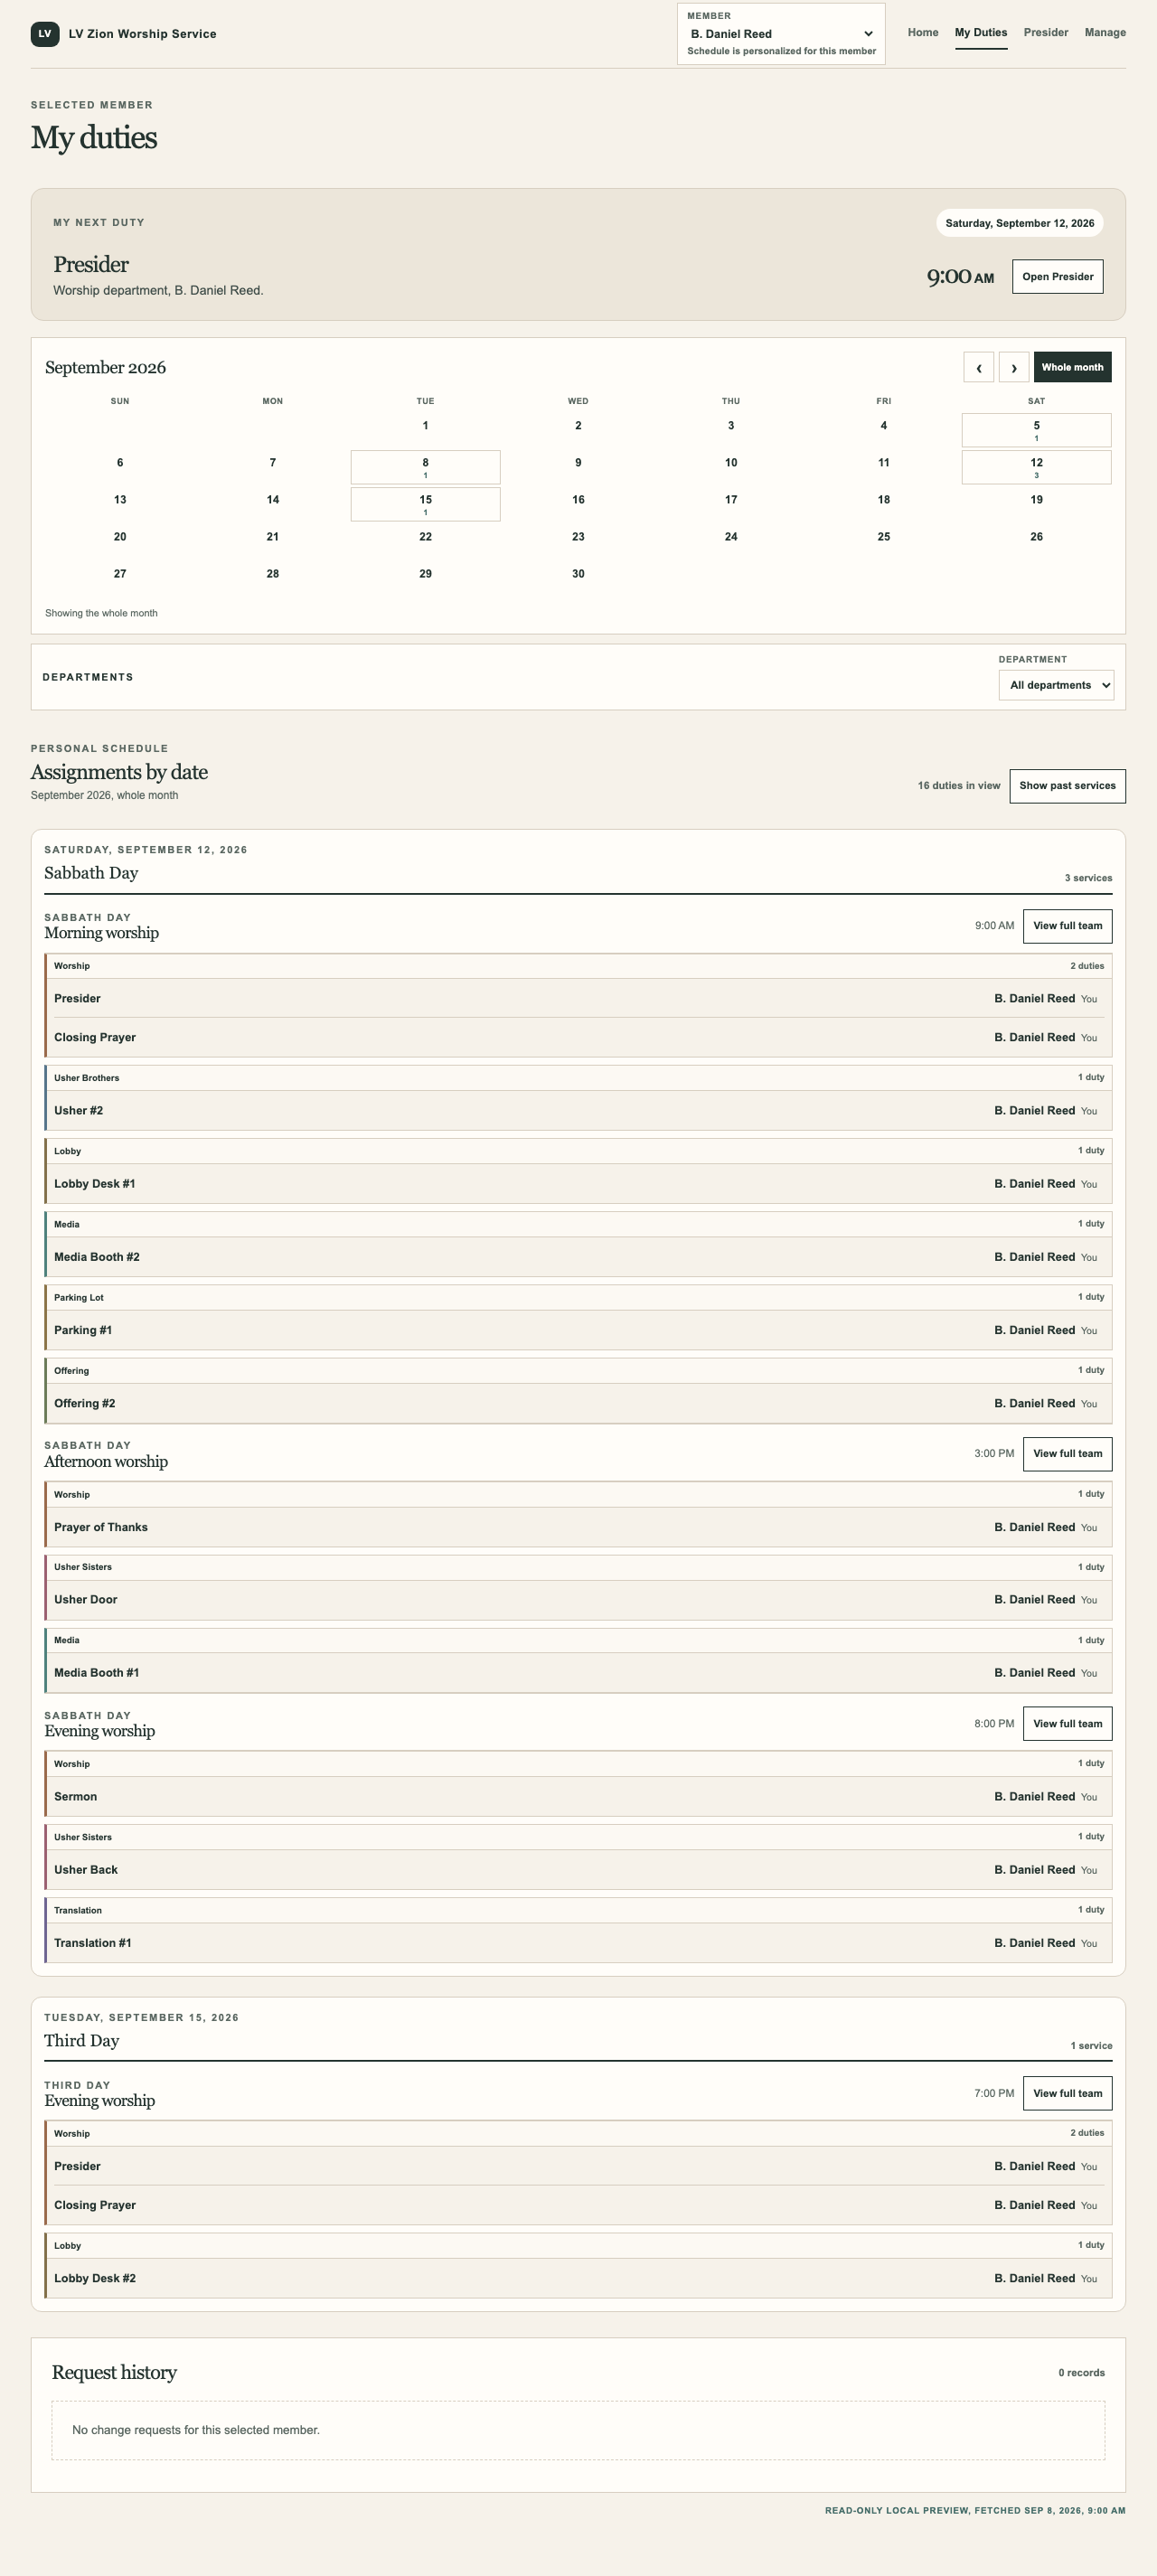 LV LV Zion Worship Service
MEMBER
B. Daniel Reed
Schedule is personalized for this member
Home My Duties Presider Manage
SELECTED MEMBER
My duties
MY NEXT DUTY
Saturday, September 12, 2026
Presider
Worship department, B. Daniel Reed.
9:00 AM
Open Presider
September 2026
‹ › Whole month
SUN MON TUE WED THU FRI SAT
1 2 3 4 5
1
6 7 8 9 10 11 12
1 3
13 14 15 16 17 18 19
1
20 21 22 23 24 25 26
27 28 29 30
Showing the whole month
DEPARTMENTS
DEPARTMENT
All departments
PERSONAL SCHEDULE
Assignments by date
September 2026, whole month
16 duties in view
Show past services
SATURDAY, SEPTEMBER 12, 2026
Sabbath Day
3 services
SABBATH DAY
Morning worship
9:00 AM
View full team
Worship 2 duties
Presider B. Daniel Reed You
Closing Prayer B. Daniel Reed You
Usher Brothers 1 duty
Usher #2 B. Daniel Reed You
Lobby 1 duty
Lobby Desk #1 B. Daniel Reed You
Media 1 duty
Media Booth #2 B. Daniel Reed You
Parking Lot 1 duty
Parking #1 B. Daniel Reed You
Offering 1 duty
Offering #2 B. Daniel Reed You
SABBATH DAY
Afternoon worship
3:00 PM
View full team
Worship 1 duty
Prayer of Thanks B. Daniel Reed You
Usher Sisters 1 duty
Usher Door B. Daniel Reed You
Media 1 duty
Media Booth #1 B. Daniel Reed You
SABBATH DAY
Evening worship
8:00 PM
View full team
Worship 1 duty
Sermon B. Daniel Reed You
Usher Sisters 1 duty
Usher Back B. Daniel Reed You
Translation 1 duty
Translation #1 B. Daniel Reed You
TUESDAY, SEPTEMBER 15, 2026
Third Day
1 service
THIRD DAY
Evening worship
7:00 PM
View full team
Worship 2 duties
Presider B. Daniel Reed You
Closing Prayer B. Daniel Reed You
Lobby 1 duty
Lobby Desk #2 B. Daniel Reed You
Request history
0 records
No change requests for this selected member.
READ-ONLY LOCAL PREVIEW, FETCHED SEP 8, 2026, 9:00 AM